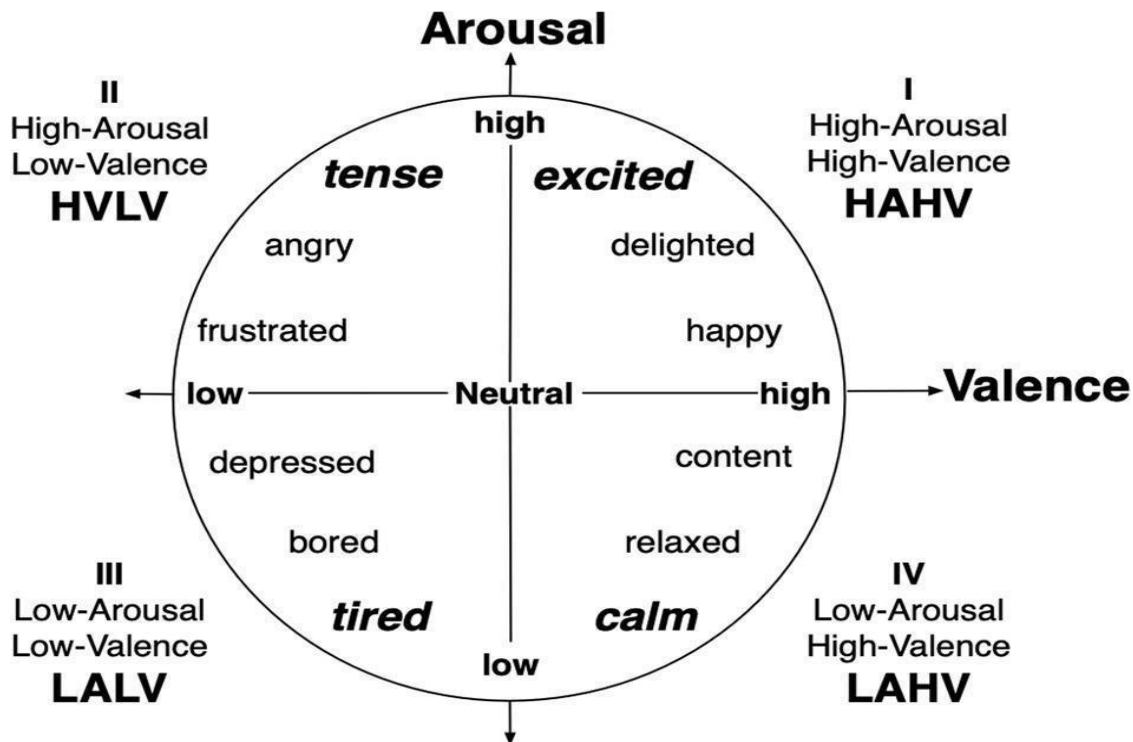 Arousal
II
High-Arousal
Low-Valence
HVLV
I
High-Arousal
High-Valence
HAHV
high
tense
excited
angry
delighted
frustrated
happy
low
Neutral
high
Valence
depressed
content
bored
relaxed
tired
calm
low
III
Low-Arousal
Low-Valence
LALV
IV
Low-Arousal
High-Valence
LAHV